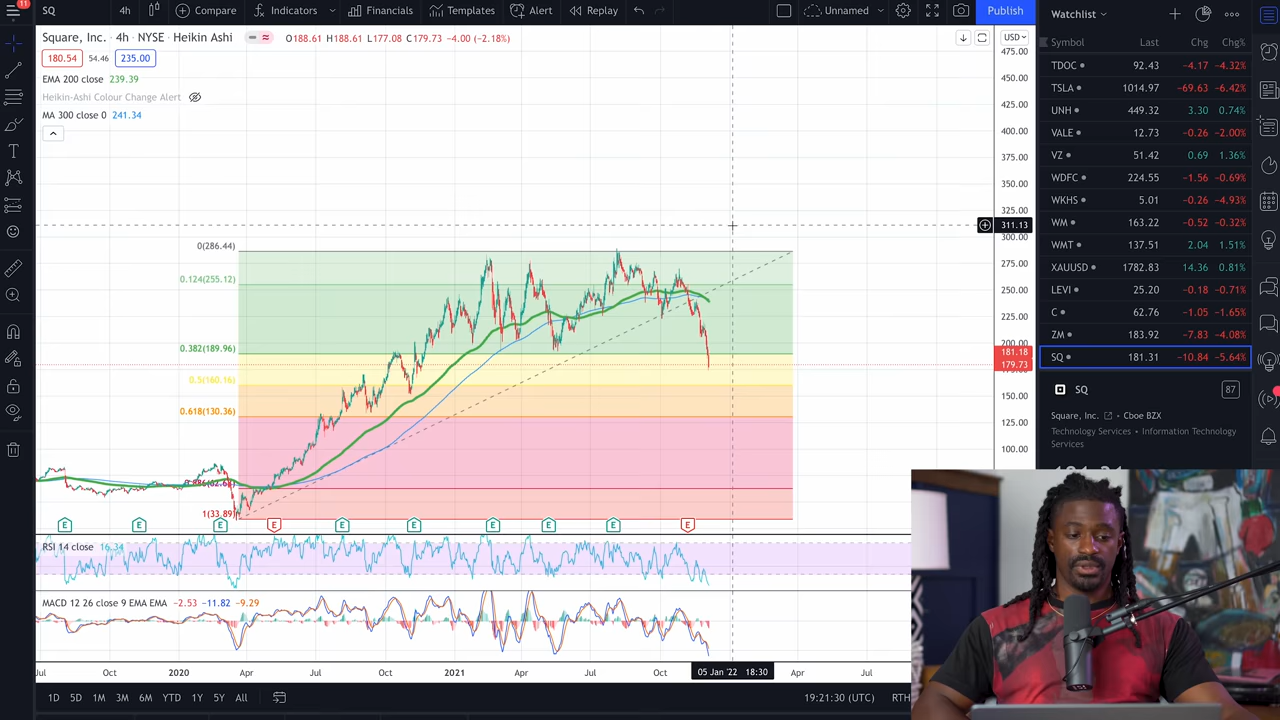 11
SQ
4h
Compare
Indicators
Financials
Templates
Alert
Replay
Unnamed
Publish
Square, Inc. • 4h • NYSE • Heikin Ashi
O188.61 H188.61 L177.08 C179.73 −4.00 (−2.18%)
180.54 54.46 235.00
EMA 200 close 239.39
Heikin-Ashi Colour Change Alert
MA 300 close 0 241.34
USD
475.00
450.00
425.00
400.00
375.00
350.00
325.00
311.13
300.00
275.00
250.00
225.00
200.00
181.18
179.73
150.00
125.00
100.00
0(286.44)
0.124(255.12)
0.382(189.96)
0.5(160.16)
0.618(130.36)
1(33.89)
E E E E E E E E E E
RSI 14 close 16.34
MACD 12 26 close 9 EMA EMA −2.53 −11.82 −9.29
Jul Oct 2020 Apr Jul Oct 2021 Apr Jul Oct 05 Jan '22 18:30 Apr Jul
1D 5D 1M 3M 6M YTD 1Y 5Y All
19:21:30 (UTC) RTH
Watchlist
Symbol Last Chg Chg%
TDOC 92.43 −4.17 −4.32%
TSLA 1014.97 −69.63 −6.42%
UNH 449.32 3.30 0.74%
VALE 12.73 −0.26 −2.00%
VZ 51.42 0.69 1.36%
WDFC 224.55 −1.56 −0.69%
WKHS 5.01 −0.26 −4.93%
WM 163.22 −0.52 −0.32%
WMT 137.51 2.04 1.51%
XAUUSD 1782.83 14.36 0.81%
LEVI 25.20 −0.18 −0.71%
C 62.76 −1.05 −1.65%
ZM 183.92 −7.83 −4.08%
SQ 181.31 −10.84 −5.64%
SQ
87
Square, Inc. • Cboe BZX
Technology Services • Information Technology
Services